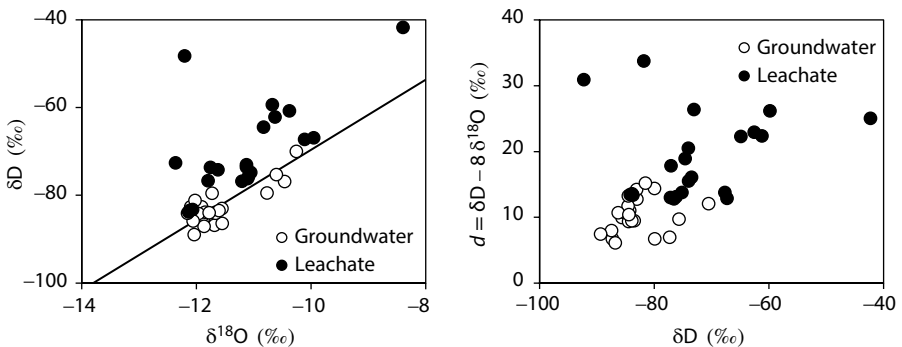 −40
−60
−80
−100
−14
−12
−10
−8
δD (‰)
δ¹⁸O (‰)
Groundwater
Leachate
40
30
20
10
0
−100
−80
−60
−40
d = δD − 8 δ¹⁸O (‰)
δD (‰)
Groundwater
Leachate